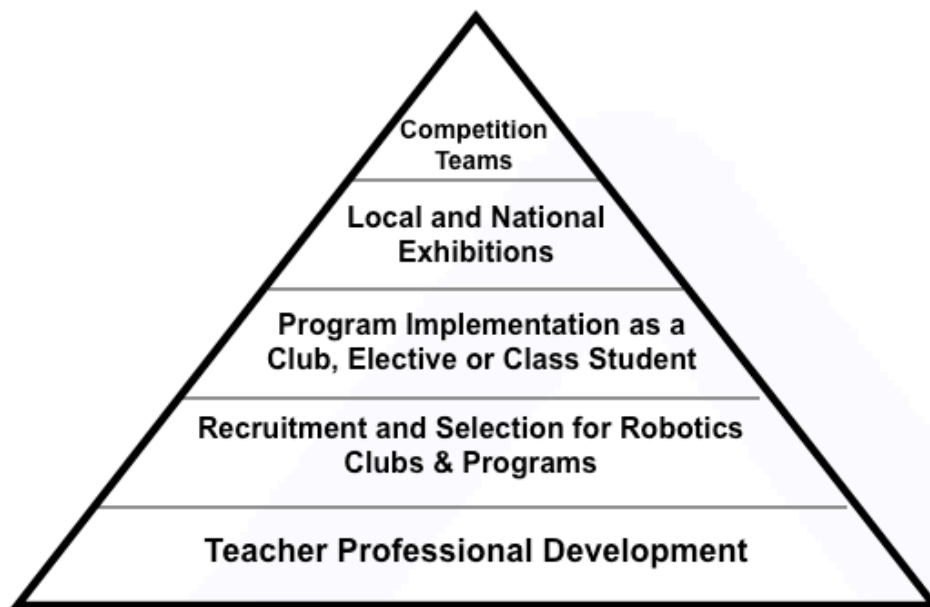 Competition
Teams
Local and National
Exhibitions
Program Implementation as a
Club, Elective or Class Student
Recruitment and Selection for Robotics
Clubs & Programs
Teacher Professional Development